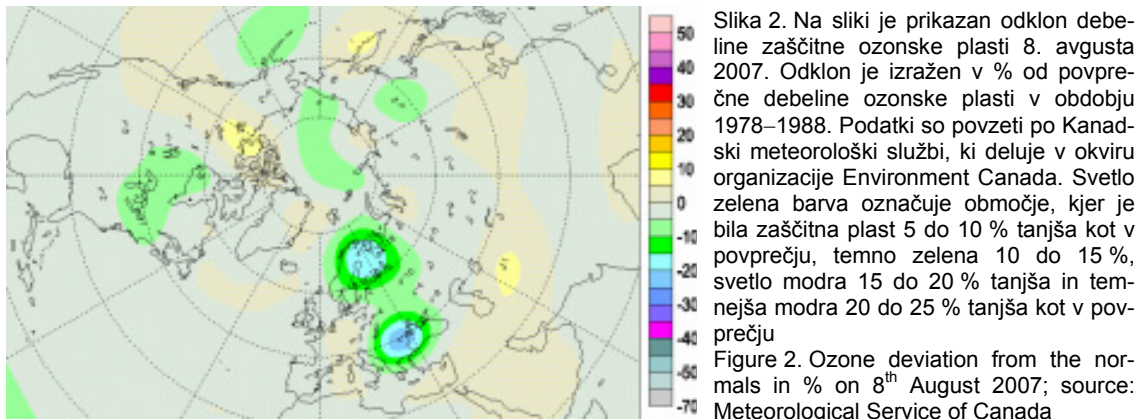 50
40
30
20
10
0
-10
-20
-30
-40
-50
-60
-70
Slika 2. Na sliki je prikazan odklon debe-
line zaščitne ozonske plasti 8. avgusta
2007. Odklon je izražen v % od povpre-
čne debeline ozonske plasti v obdobju
1978–1988. Podatki so povzeti po Kanad-
ski meteorološki službi, ki deluje v okviru
organizacije Environment Canada. Svetlo
zelena barva označuje območje, kjer je
bila zaščitna plast 5 do 10 % tanjša kot v
povprečju, temno zelena 10 do 15 %,
svetlo modra 15 do 20 % tanjša in tem-
nejša modra 20 do 25 % tanjša kot v pov-
prečju
Figure 2. Ozone deviation from the nor-
mals in % on 8th August 2007; source:
Meteorological Service of Canada